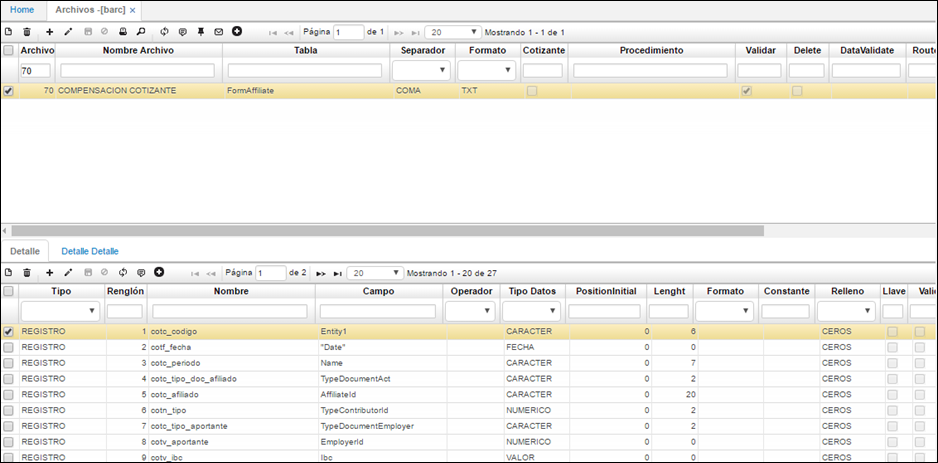 Home Archivos -[barc] ×
Página 1 de 1 20 Mostrando 1 - 1 de 1
Archivo Nombre Archivo Tabla Separador Formato Cotizante Procedimiento Validar Delete DataValidate Route
70
70 COMPENSACION COTIZANTE FormAffiliate COMA TXT
Detalle Detalle Detalle
Página 1 de 2 20 Mostrando 1 - 20 de 27
Tipo Renglón Nombre Campo Operador Tipo Datos PositionInitial Lenght Formato Constante Relleno Llave Valid
REGISTRO 1 cotc_codigo Entity1 CARACTER 0 6 CEROS
REGISTRO 2 cotf_fecha "Date" FECHA 0 0 CEROS
REGISTRO 3 cotc_periodo Name CARACTER 0 7 CEROS
REGISTRO 4 cotc_tipo_doc_afiliado TypeDocumentAct CARACTER 0 2 CEROS
REGISTRO 5 cotc_afiliado AffiliateId CARACTER 0 20 CEROS
REGISTRO 6 cotn_tipo TypeContributorId NUMERICO 0 2 CEROS
REGISTRO 7 cotc_tipo_aportante TypeDocumentEmployer CARACTER 0 2 CEROS
REGISTRO 8 cotv_aportante EmployerId NUMERICO 0 0 CEROS
REGISTRO 9 cotv_ibc Ibc VALOR 0 0 CEROS